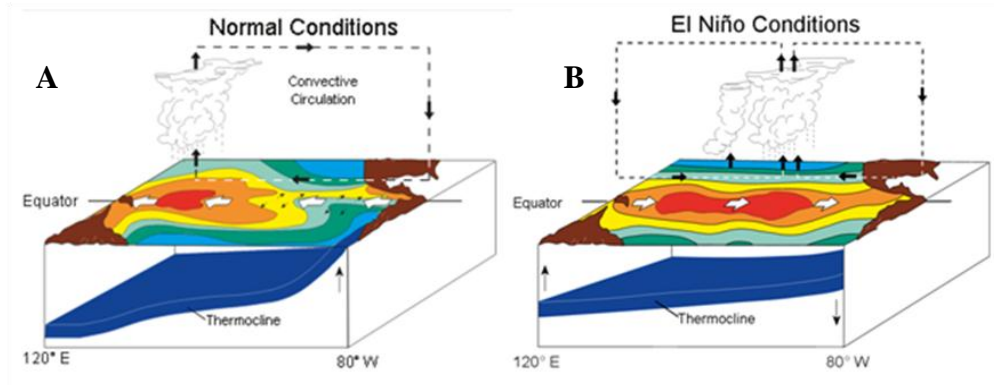 Normal Conditions
A
Convective
Circulation
Equator
Thermocline
120° E
80° W
El Niño Conditions
B
Equator
Thermocline
120° E
80° W